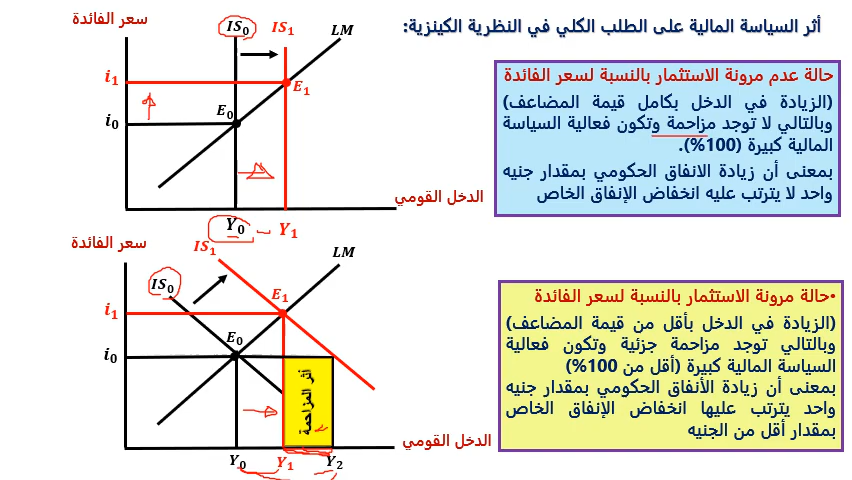 أثر السياسة المالية على الطلب الكلي في النظرية الكينزية:
سعر الفائدة
IS₀
IS₁
LM
i₁
E₁
i₀
E₀
الدخل القومي
Y₀
Y₁
حالة عدم مرونة الاستثمار بالنسبة لسعر الفائدة
(الزيادة في الدخل بكامل قيمة المضاعف)
وبالتالي لا توجد مزاحمة وتكون فعالية السياسة
المالية كبيرة (100%).
بمعنى أن زيادة الانفاق الحكومي بمقدار جنيه
واحد لا يترتب عليه انخفاض الإنفاق الخاص
سعر الفائدة
IS₁
LM
IS₀
i₁
E₁
i₀
E₀
أثر المزاحمة
الدخل القومي
Y₀
Y₁
Y₂
•حالة مرونة الاستثمار بالنسبة لسعر الفائدة
(الزيادة في الدخل بأقل من قيمة المضاعف)
وبالتالي توجد مزاحمة جزئية وتكون فعالية
السياسة المالية كبيرة (أقل من 100%)
بمعنى أن زيادة الأنفاق الحكومي بمقدار جنيه
واحد يترتب عليها انخفاض الإنفاق الخاص
بمقدار أقل من الجنيه